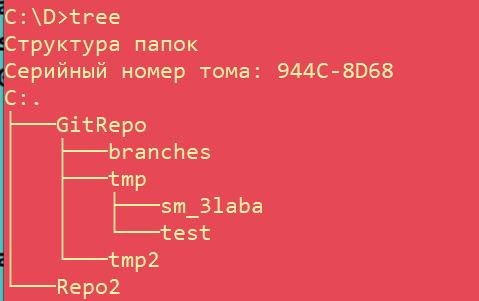 C:\D>tree
Структура папок
Серийный номер тома: 944C-8D68
C:.
├───GitRepo
│   ├───branches
│   ├───tmp
│   │   ├───sm_3laba
│   │   └───test
│   └───tmp2
└───Repo2